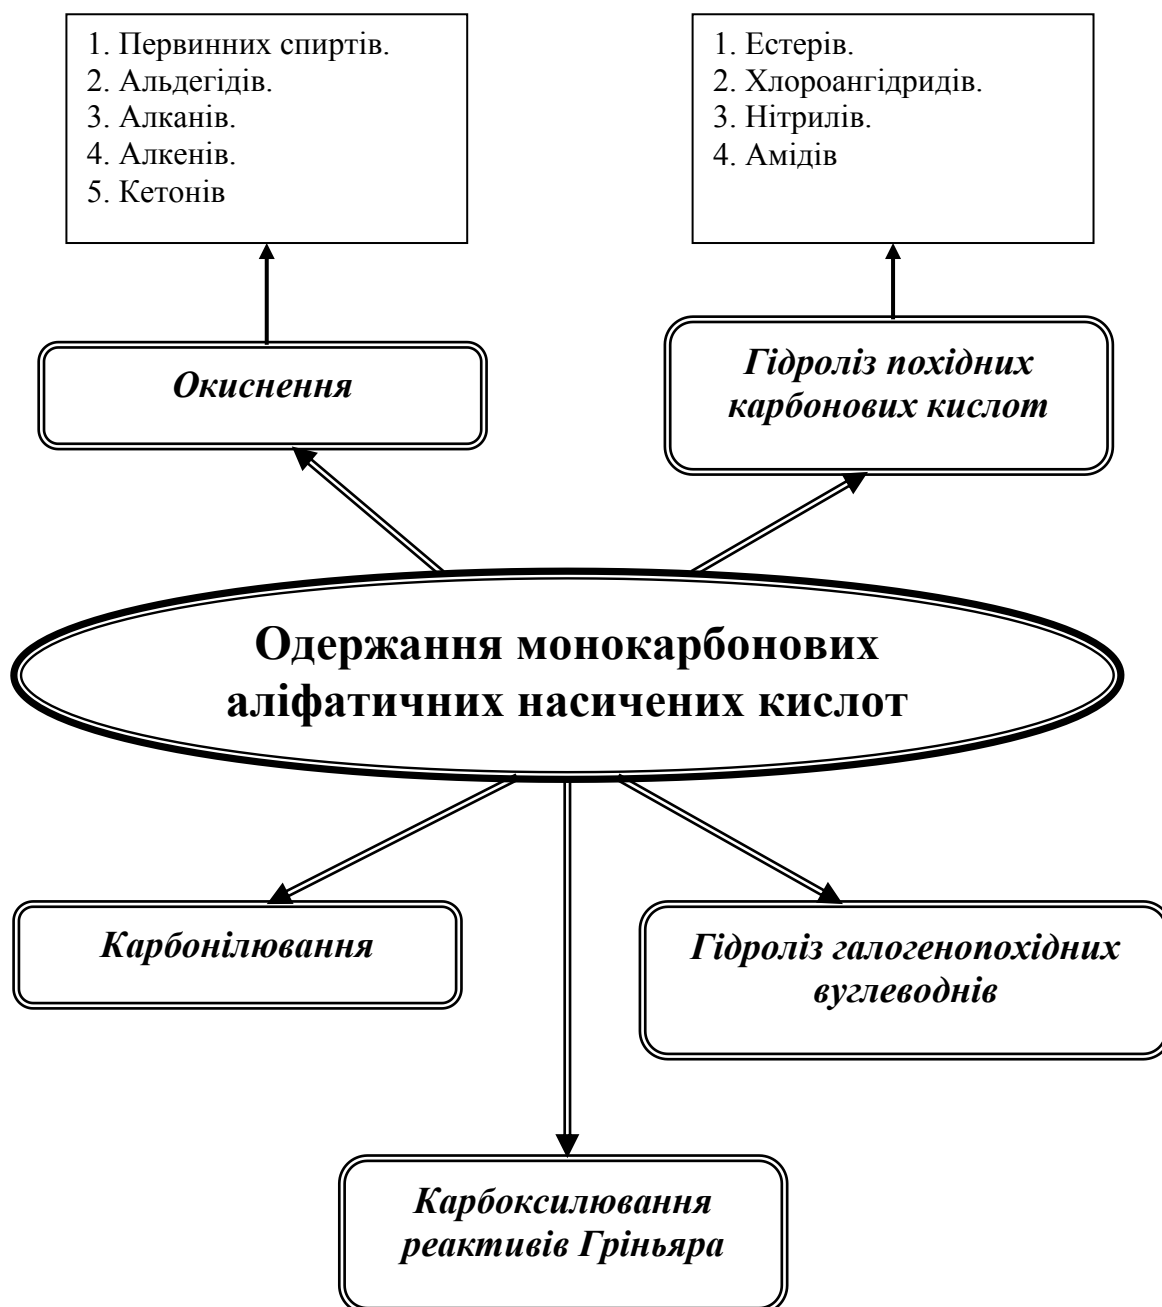 1. Первинних спиртів.
2. Альдегідів.
3. Алканів.
4. Алкенів.
5. Кетонів
1. Естерів.
2. Хлороангідридів.
3. Нітрилів.
4. Амідів
Окиснення
Гідроліз похідних
карбонових кислот
Одержання монокарбонових
аліфатичних насичених кислот
Карбонілювання
Гідроліз галогенопохідних
вуглеводнів
Карбоксилювання
реактивів Гріньяра